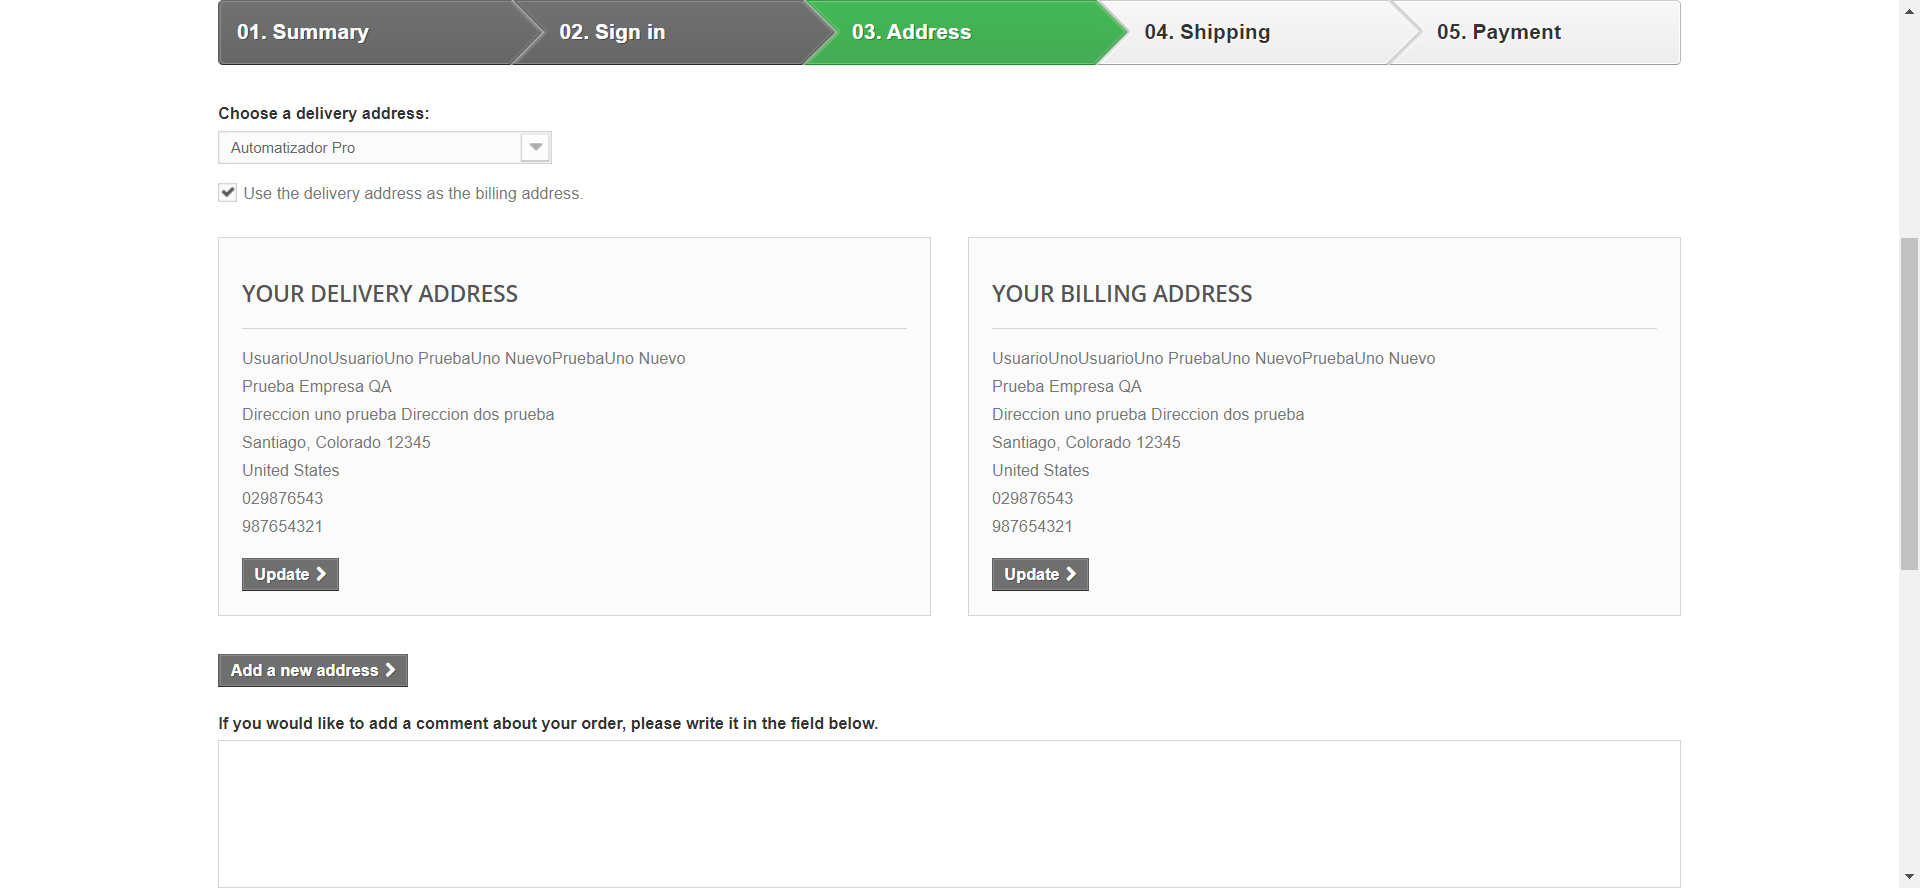 01. Summary
02. Sign in
03. Address
04. Shipping
05. Payment
Choose a delivery address:
Automatizador Pro
Use the delivery address as the billing address.
YOUR DELIVERY ADDRESS
UsuarioUnoUsuarioUno PruebaUno NuevoPruebaUno Nuevo
Prueba Empresa QA
Direccion uno prueba Direccion dos prueba
Santiago, Colorado 12345
United States
029876543
987654321
Update
YOUR BILLING ADDRESS
UsuarioUnoUsuarioUno PruebaUno NuevoPruebaUno Nuevo
Prueba Empresa QA
Direccion uno prueba Direccion dos prueba
Santiago, Colorado 12345
United States
029876543
987654321
Update
Add a new address
If you would like to add a comment about your order, please write it in the field below.